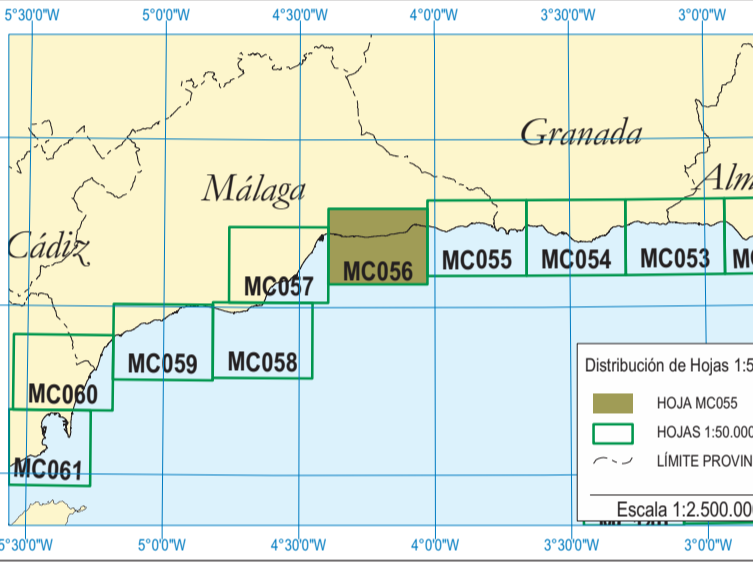 5°30'0"W 5°0'0"W 4°30'0"W 4°0'0"W 3°30'0"W 3°0'0"W
Granada
Málaga
Alm
Cádiz
MC057
MC056
MC055
MC054
MC053
MC059
MC058
MC060
MC061
Distribución de Hojas 1:5
HOJA MC055
HOJAS 1:50.000
LÍMITE PROVIN
Escala 1:2.500.00
5°30'0"W 5°0'0"W 4°30'0"W 4°0'0"W 3°30'0"W 3°0'0"W